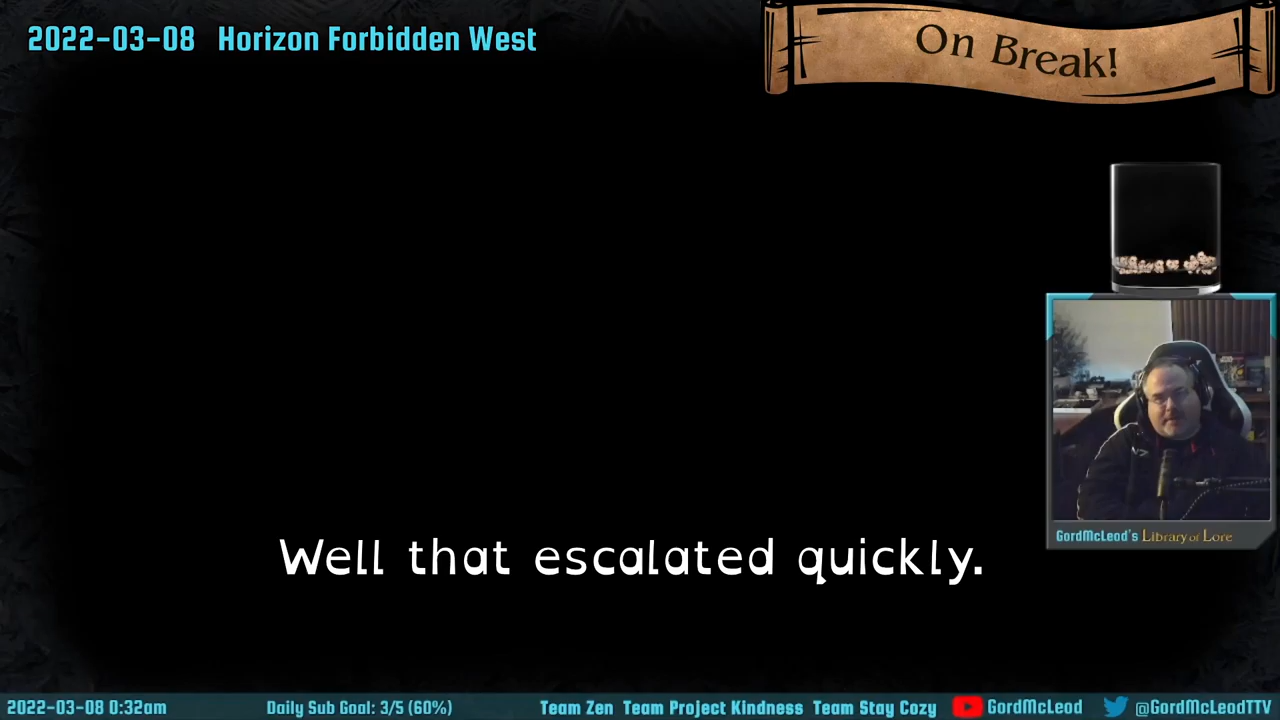 2022-03-08 Horizon Forbidden West
On Break!
GordMcLeod's Library of Lore
Well that escalated quickly.
2022-03-08 0:32am Daily Sub Goal: 3/5 (60%) Team Zen Team Project Kindness Team Stay Cozy GordMcLeod @GordMcLeodTTV